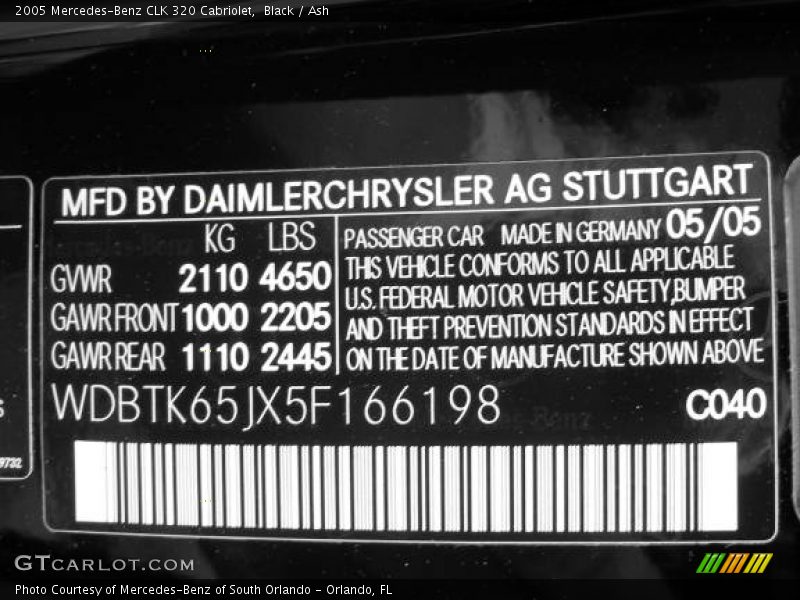 2005 Mercedes-Benz CLK 320 Cabriolet,  Black / Ash
MFD BY DAIMLERCHRYSLER AG STUTTGART
KG LBS
GVWR 2110 4650
GAWR FRONT 1000 2205
GAWR REAR 1110 2445
PASSENGER CAR MADE IN GERMANY 05/05
THIS VEHICLE CONFORMS TO ALL APPLICABLE
U.S. FEDERAL MOTOR VEHICLE SAFETY,BUMPER
AND THEFT PREVENTION STANDARDS IN EFFECT
ON THE DATE OF MANUFACTURE SHOWN ABOVE
WDBTK65JX5F166198 C040
GTCARLOT.COM
Photo Courtesy of Mercedes-Benz of South Orlando - Orlando, FL